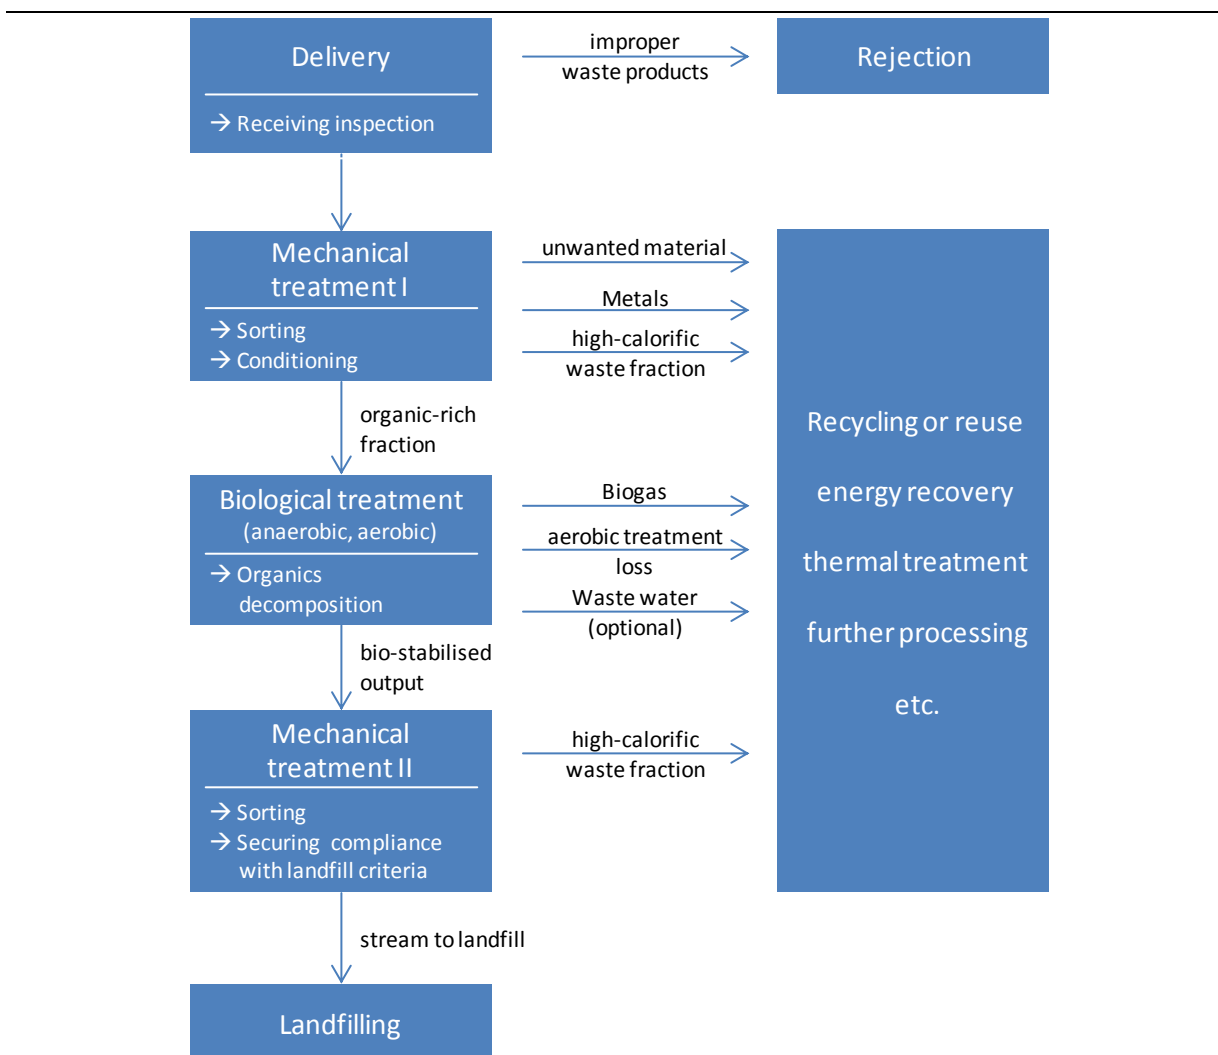 Delivery
→ Receiving inspection
improper
waste products
Rejection
Mechanical
treatment I
→ Sorting
→ Conditioning
unwanted material
Metals
high-calorific
waste fraction
organic-rich
fraction
Biological treatment
(anaerobic, aerobic)
→ Organics
decomposition
Biogas
aerobic treatment
loss
Waste water
(optional)
bio-stabilised
output
Mechanical
treatment II
→ Sorting
→ Securing compliance
with landfill criteria
high-calorific
waste fraction
Recycling or reuse
energy recovery
thermal treatment
further processing
etc.
stream to landfill
Landfilling